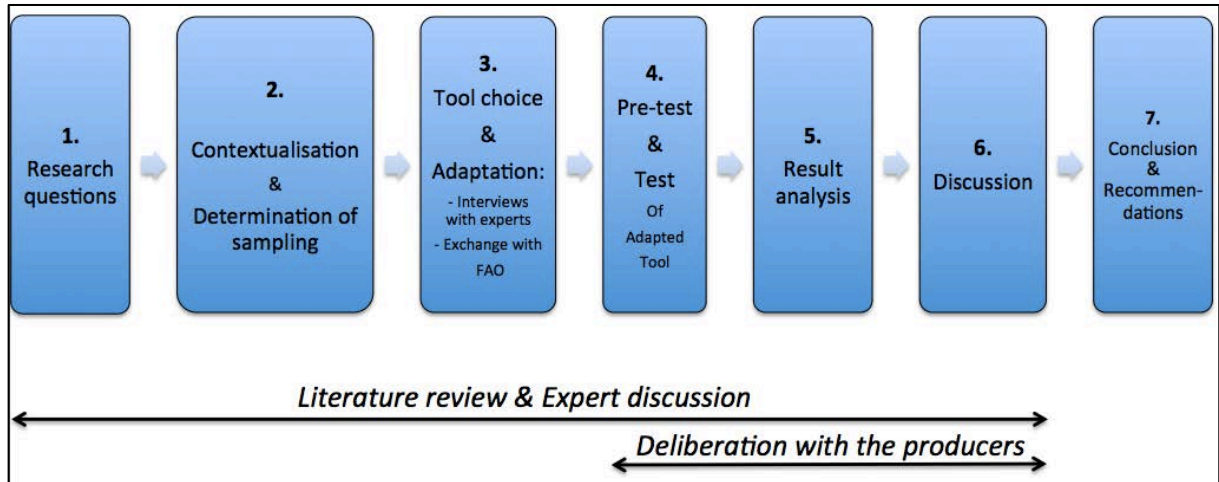 1.
Research
questions
2.
Contextualisation
&
Determination of
sampling
3.
Tool choice
&
Adaptation:
- Interviews
with experts
- Exchange with
FAO
4.
Pre-test
&
Test
Of
Adapted
Tool
5.
Result
analysis
6.
Discussion
7.
Conclusion
&
Recommen-
dations
Literature review & Expert discussion
Deliberation with the producers